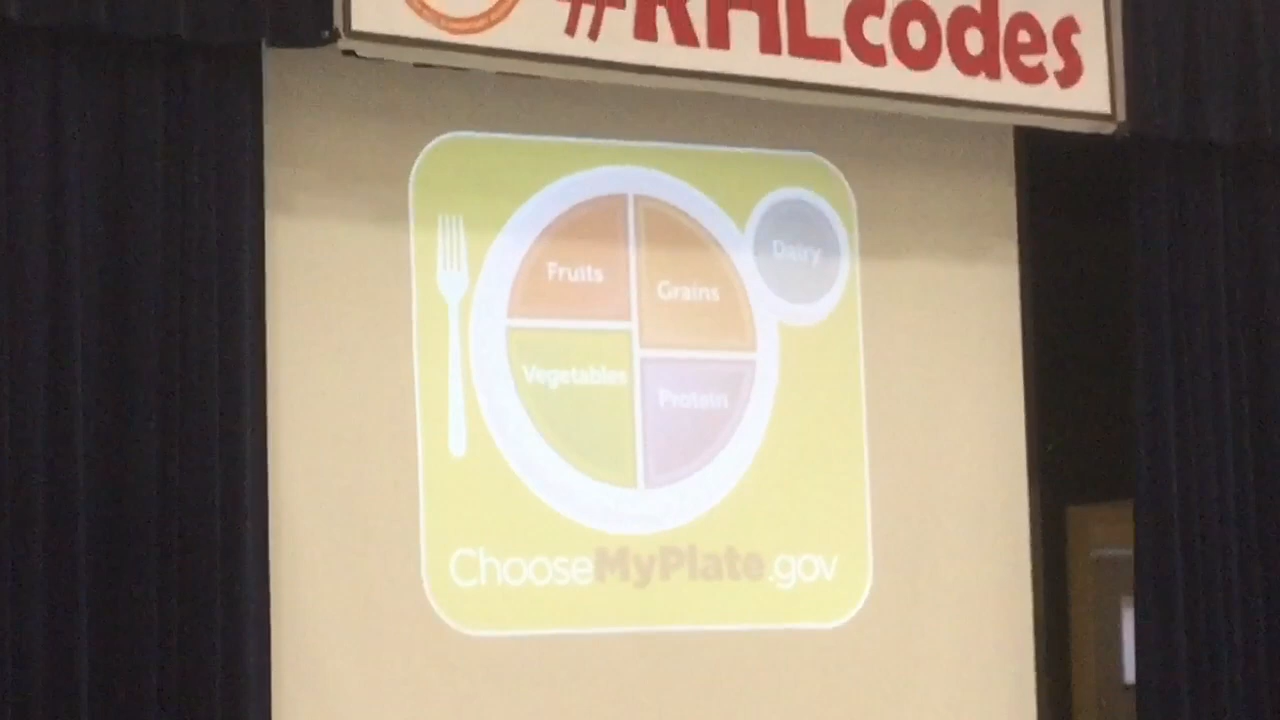 #RHLcodes
Fruits
Grains
Dairy
Vegetables
Protein
ChooseMyPlate.gov